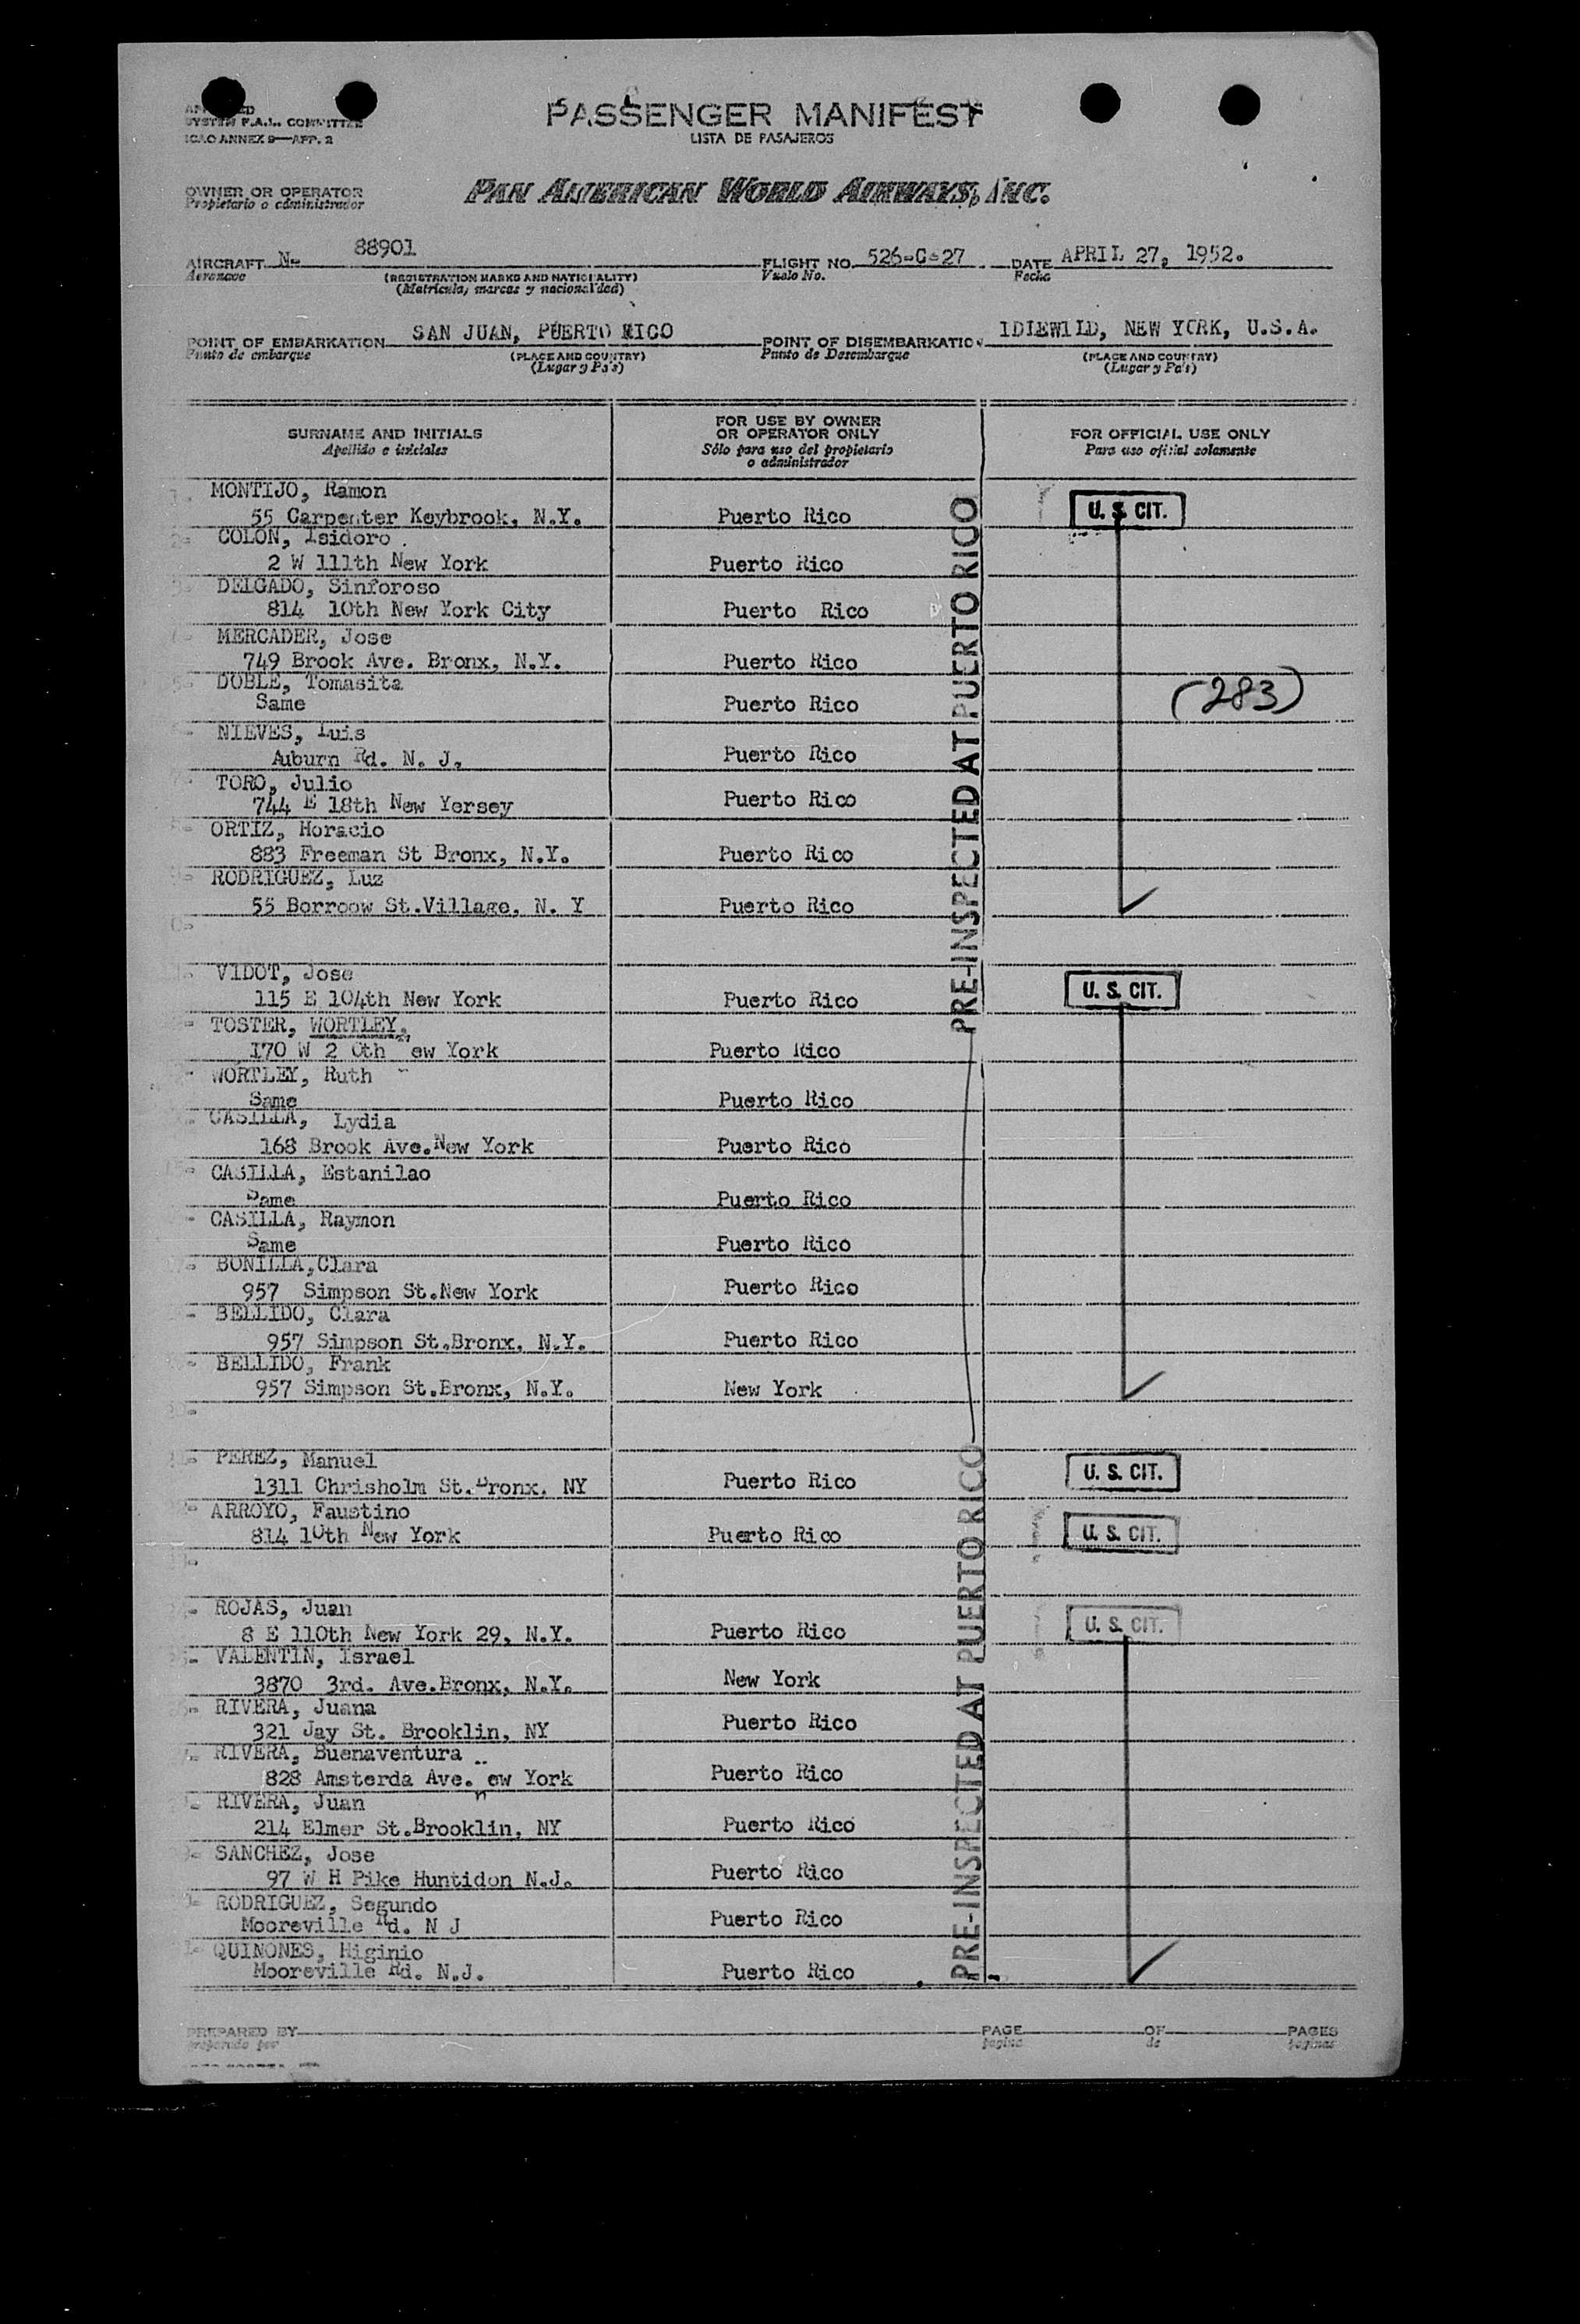 SYSTEM F.A.L. COMMITTEE
ICAO ANNEX 9—APP. 2
PASSENGER MANIFEST
LISTA DE PASAJEROS
OWNER OR OPERATOR
Propietario o administrador
PAN AMERICAN WORLD AIRWAYS, INC.
AIRCRAFT N- 88901 FLIGHT NO. 526-C-27 DATE APRIL 27, 1952.
Aeronave (REGISTRATION MARKS AND NATIONALITY) Vuelo No. Fecha
(Matricula, marcas y nacionalidad)
POINT OF EMBARKATION SAN JUAN, PUERTO RICO POINT OF DISEMBARKATION IDLEWILD, NEW YORK, U.S.A.
Punto de embarque (PLACE AND COUNTRY) Punto de Desembarque (PLACE AND COUNTRY)
(Lugar y País) (Lugar y País)
SURNAME AND INITIALS FOR USE BY OWNER OR OPERATOR ONLY FOR OFFICIAL USE ONLY
Apellido e iniciales Sólo para uso del propietario o administrador Para uso oficial solamente
MONTIJO, Ramon
55 Carpenter Keybrook, N.Y. Puerto Rico U. S. CIT.
COLON, Isidoro
2 W 111th New York Puerto Rico
DELGADO, Sinforoso
814 10th New York City Puerto Rico
MERCADER, Jose
749 Brook Ave. Bronx, N.Y. Puerto Rico
DOBLE, Tomasita
Same Puerto Rico (283)
NIEVES, Luis
Auburn Rd. N. J. Puerto Rico
TORO, Julio
744 E 18th New Yersey Puerto Rico
ORTIZ, Horacio
883 Freeman St Bronx, N.Y. Puerto Rico
RODRIGUEZ, Luz
55 Borroow St.Village, N. Y Puerto Rico
PRE-INSPECTED AT PUERTO RICO
VIDOT, Jose
115 E 104th New York Puerto Rico U. S. CIT.
TOSTER, WORTLEY,
170 W 2 0th ew York Puerto Rico
WORTLEY, Ruth
Same Puerto Rico
CASILLA, Lydia
168 Brook Ave.New York Puerto Rico
CASILLA, Estanilao
Same Puerto Rico
CASILLA, Raymon
Same Puerto Rico
BONILLA,Clara
957 Simpson St.New York Puerto Rico
BELLIDO, Clara
957 Simpson St.Bronx, N.Y. Puerto Rico
BELLIDO, Frank
957 Simpson St.Bronx, N.Y. New York
PEREZ, Manuel
1311 Chrisholm St.Bronx, NY Puerto Rico U. S. CIT.
ARROYO, Faustino
814 10th New York Puerto Rico U. S. CIT.
ROJAS, Juan
8 E 110th New York 29, N.Y. Puerto Rico U. S. CIT.
VALENTIN, Israel
3870 3rd. Ave.Bronx, N.Y. New York
RIVERA, Juana
321 Jay St. Brooklin, NY Puerto Rico
RIVERA, Buenaventura
828 Amsterda Ave. ew York Puerto Rico
n
RIVERA, Juan
214 Elmer St.Brooklin, NY Puerto Rico
SANCHEZ, Jose
97 W H Pike Huntidon N.J. Puerto Rico
RODRIGUEZ, Segundo
Mooreville Rd. N J Puerto Rico
QUINONES, Higinio
Mooreville Rd. N.J. Puerto Rico
PRE-INSPECTED AT PUERTO RICO
PREPARED BY PAGE OF PAGES
preparado por pagina de paginas